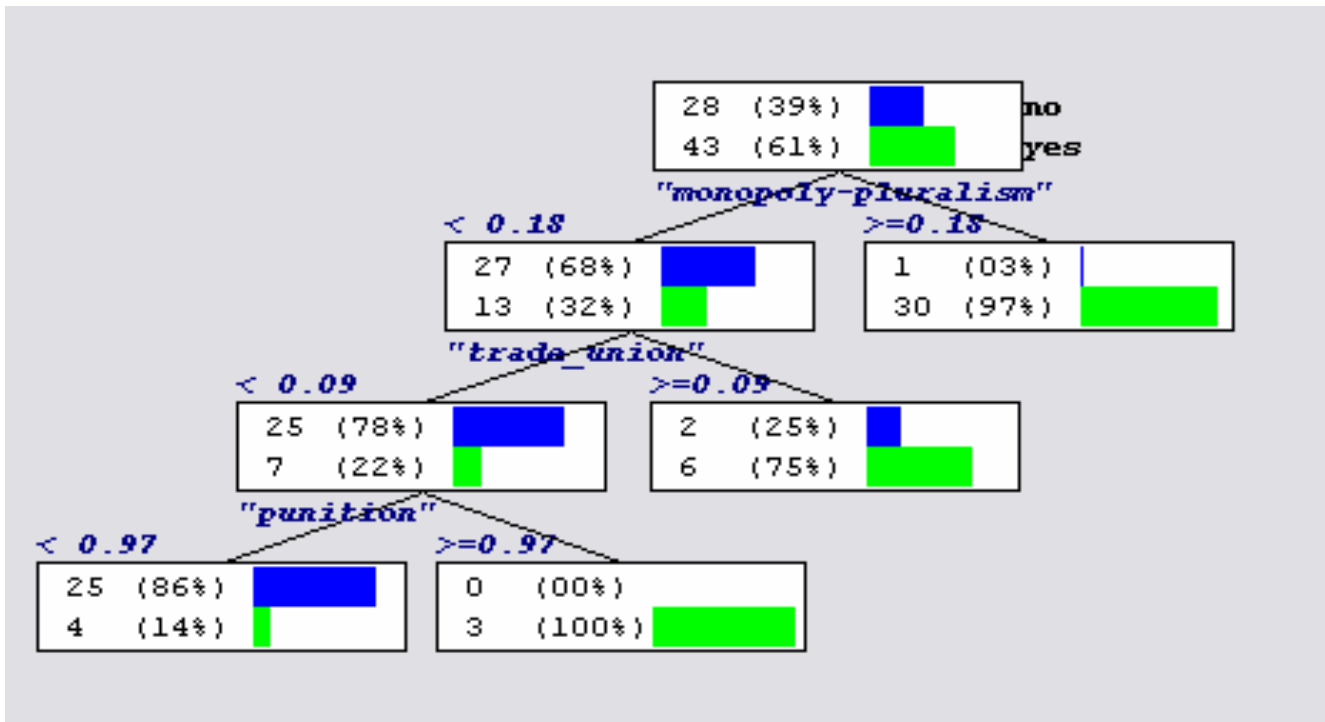 28 (39%) no
43 (61%) yes
"monopoly-pluralism"
< 0.18 >=0.18
27 (68%) 1 (03%)
13 (32%) 30 (97%)
"trada_union"
< 0.09 >=0.09
25 (78%) 2 (25%)
7 (22%) 6 (75%)
"punition"
< 0.97 >=0.97
25 (86%) 0 (00%)
4 (14%) 3 (100%)